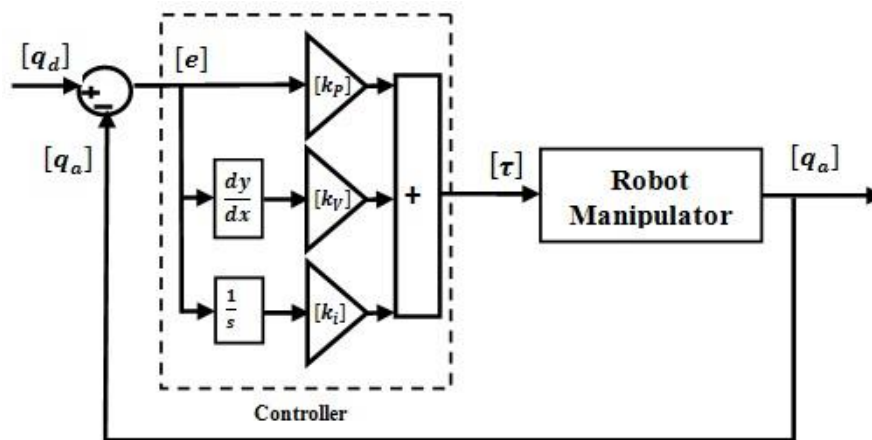 [q_d]
[e]
+
−
[q_a]
[k_P]
dy
dx
[k_V]
1
s
[k_i]
+
[τ]
Robot
Manipulator
[q_a]
Controller